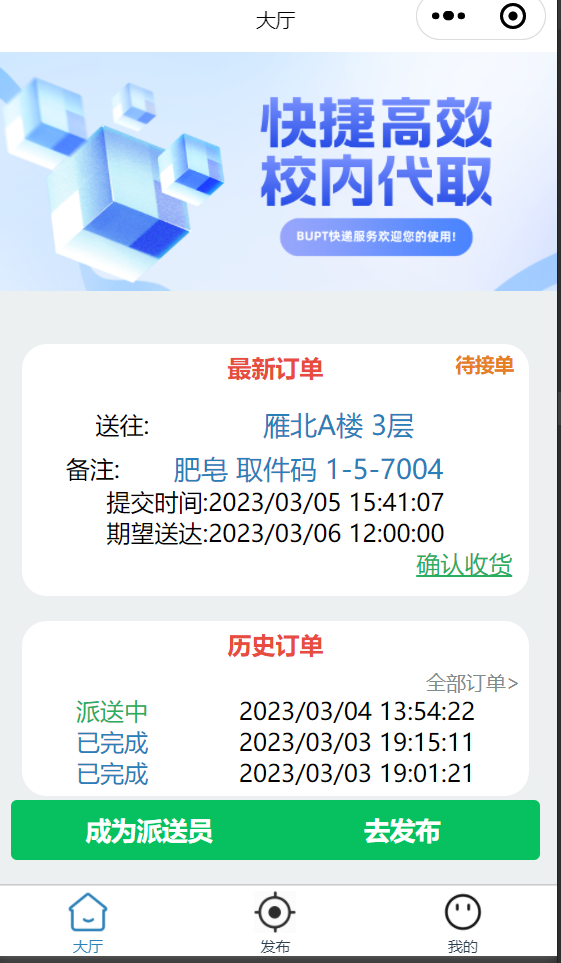 大厅
快捷高效
校内代取
BUPT快递服务欢迎您的使用!
最新订单
待接单
送往: 雁北A楼 3层
备注: 肥皂 取件码 1-5-7004
提交时间:2023/03/05 15:41:07
期望送达:2023/03/06 12:00:00
确认收货
历史订单
全部订单>
派送中 2023/03/04 13:54:22
已完成 2023/03/03 19:15:11
已完成 2023/03/03 19:01:21
成为派送员 去发布
大厅 发布 我的